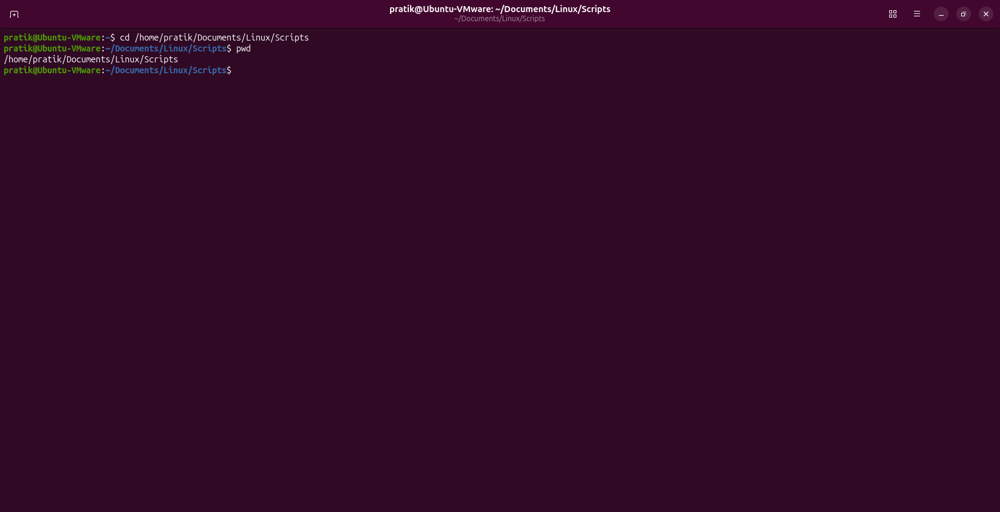 pratik@Ubuntu-VMware: ~/Documents/Linux/Scripts
~/Documents/Linux/Scripts
pratik@Ubuntu-VMware:~$ cd /home/pratik/Documents/Linux/Scripts
pratik@Ubuntu-VMware:~/Documents/Linux/Scripts$ pwd
/home/pratik/Documents/Linux/Scripts
pratik@Ubuntu-VMware:~/Documents/Linux/Scripts$